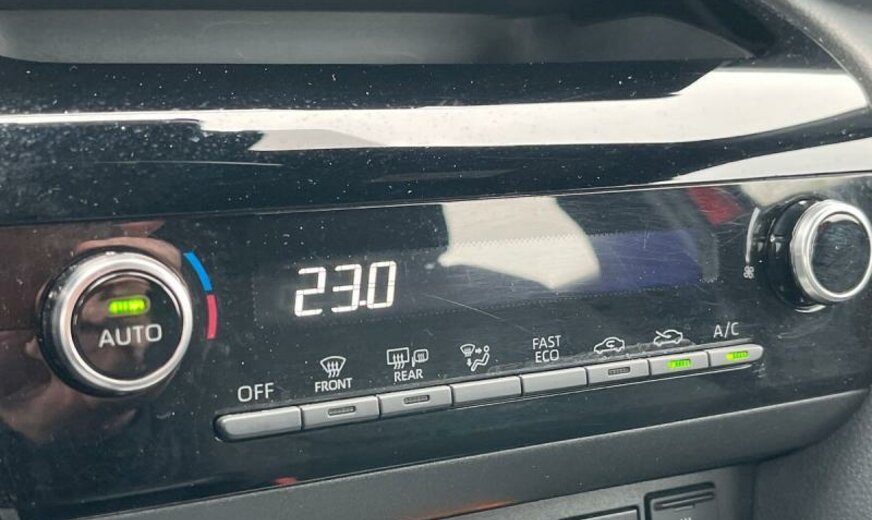 23.0
AUTO
OFF
FRONT
REAR
FAST
ECO
A/C